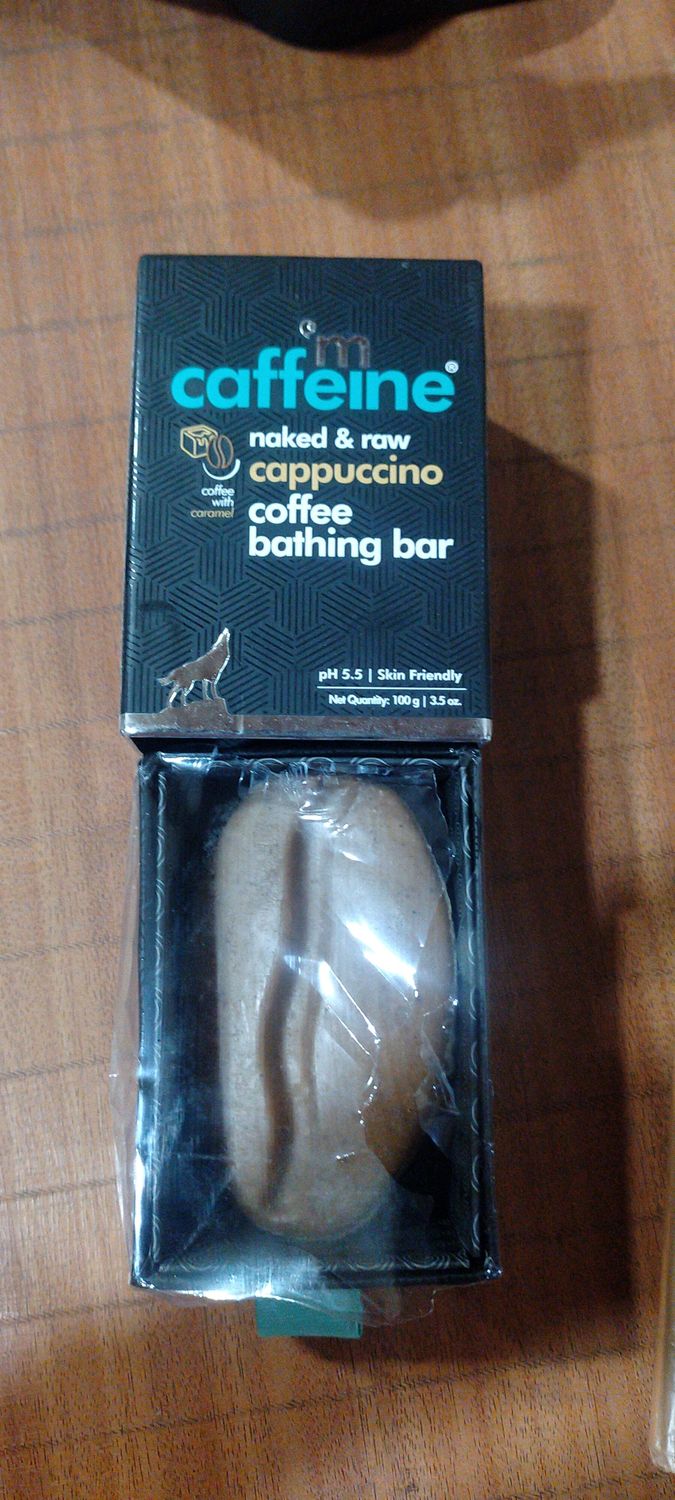 'm
caffeine®
naked & raw
cappuccino
coffee
bathing bar
coffee
with
caramel
pH 5.5 | Skin Friendly
Net Quantity: 100 g | 3.5 oz.